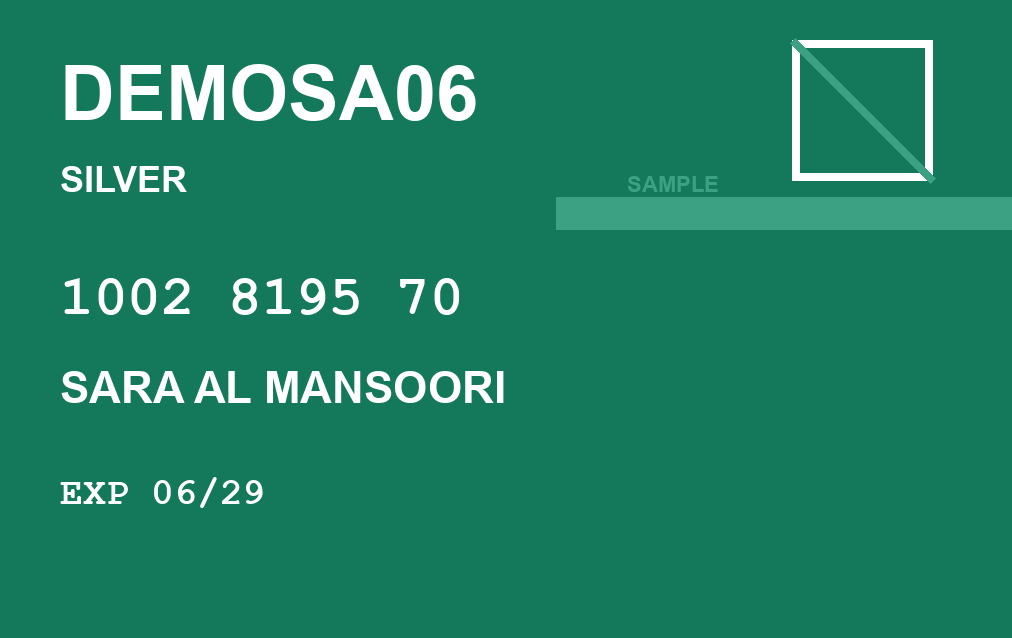 DEMOSA06
SILVER
SAMPLE
1002 8195 70
SARA AL MANSOORI
EXP 06/29